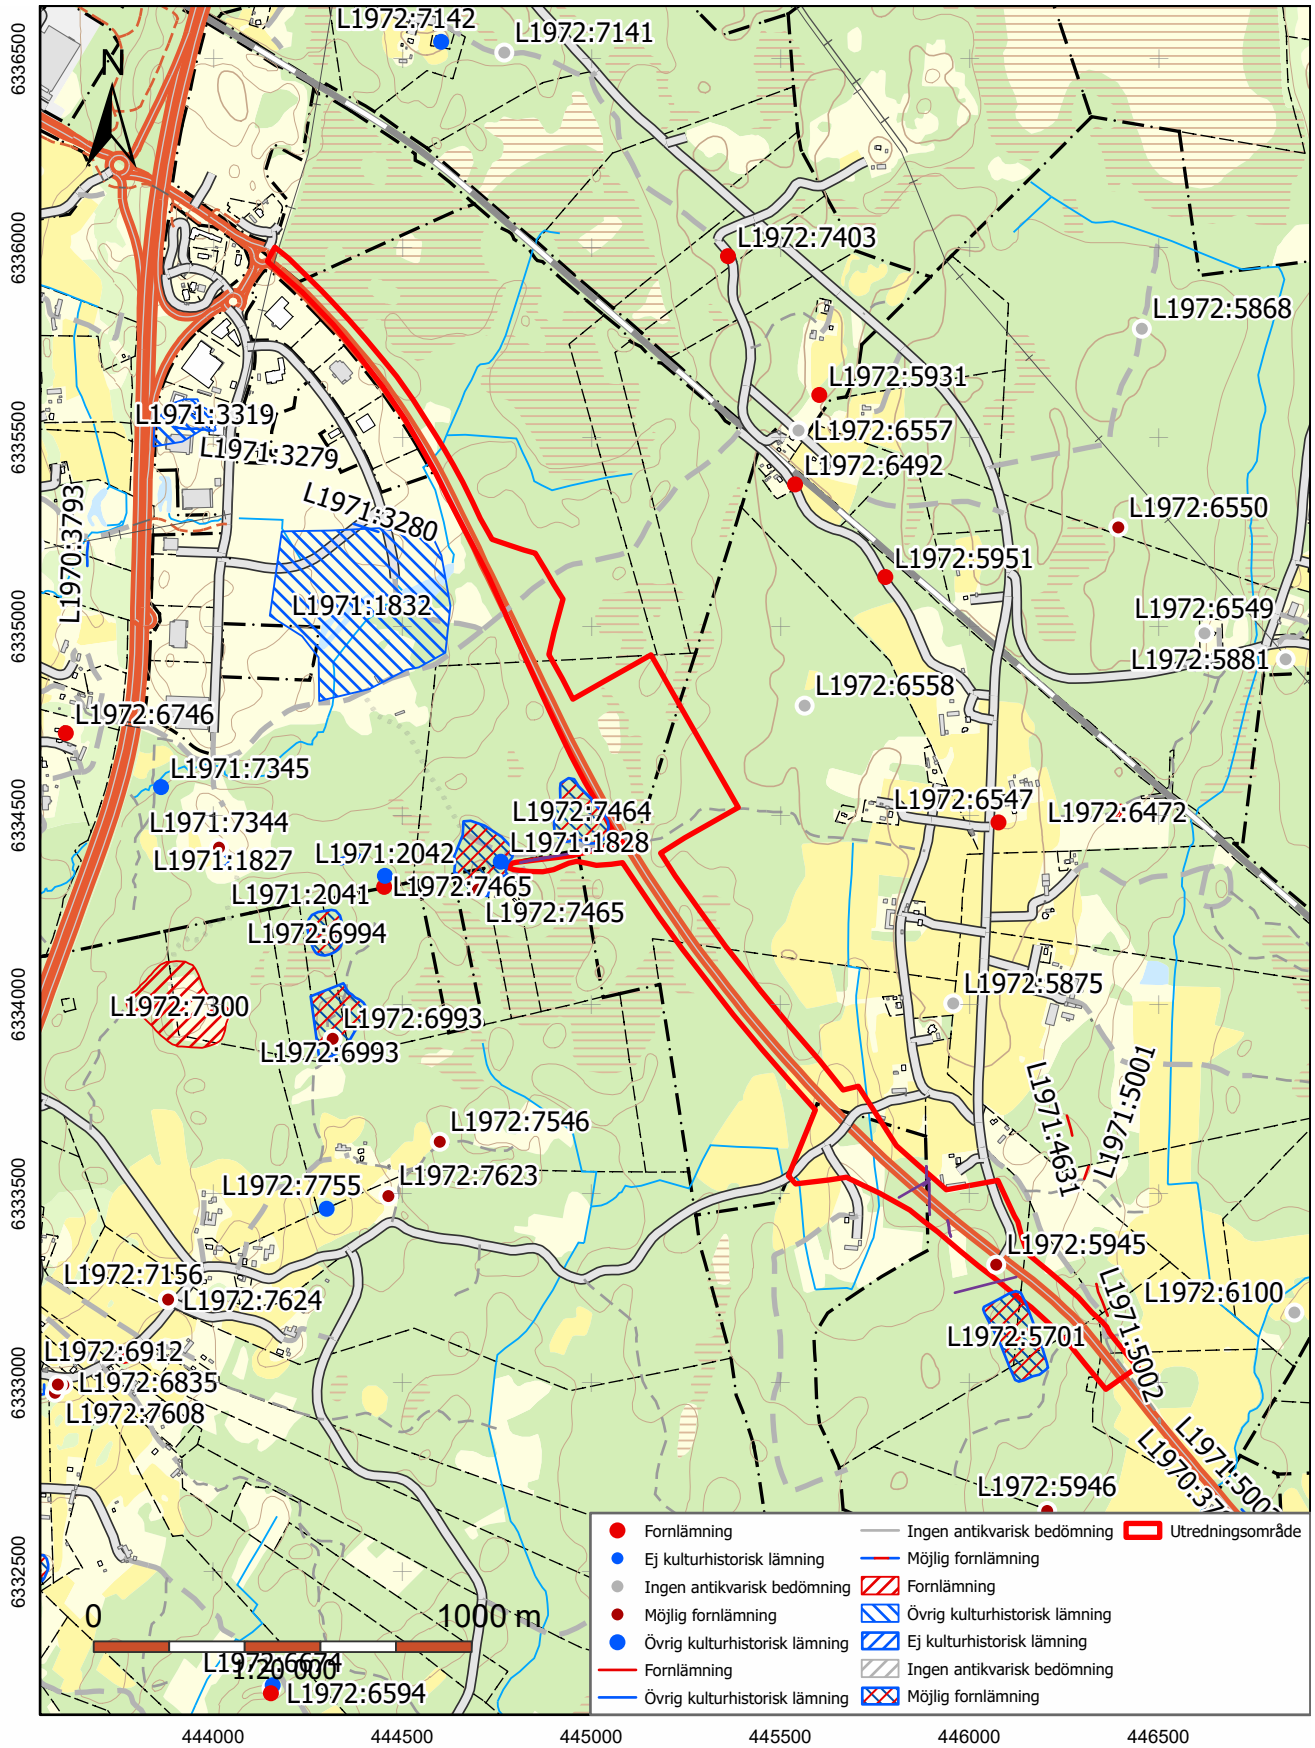 L1972:7142
L1972:7141
N
L1972:7403
L1972:5868
L1972:5931
L1971:3319
L1972:6557
L1971:3279
L1972:6492
L1971:3280
L1970:3793
L1972:6550
L1972:5951
L1971:1832
L1972:6549
L1972:5881
L1972:6558
L1972:6746
L1971:7345
L1972:7464
L1972:6547
L1972:6472
L1971:7344
L1971:1828
L1971:2042
L1971:1827
L1972:7465
L1971:2041
L1972:7465
L1972:6994
L1972:5875
L1972:7300
L1972:6993
L1972:6993
L1971:5001
L1971:4631
L1972:7546
L1972:7623
L1972:7755
L1972:5945
L1972:7156
L1972:7624
L1972:6100
L1971:5002
L1972:5701
L1972:6912
L1972:6835
L1972:7608
L1971:500
L1970:37
L1972:5946
6336500
6336000
6335500
6335000
6334500
6334000
6333500
6333000
6332500
0
1000 m
1:20 000
L1972:6674
L1972:6594
Fornlämning
Ej kulturhistorisk lämning
Ingen antikvarisk bedömning
Möjlig fornlämning
Övrig kulturhistorisk lämning
Fornlämning
Övrig kulturhistorisk lämning
Ingen antikvarisk bedömning
Möjlig fornlämning
Fornlämning
Övrig kulturhistorisk lämning
Ej kulturhistorisk lämning
Ingen antikvarisk bedömning
Möjlig fornlämning
Utredningsområde
444000
444500
445000
445500
446000
446500